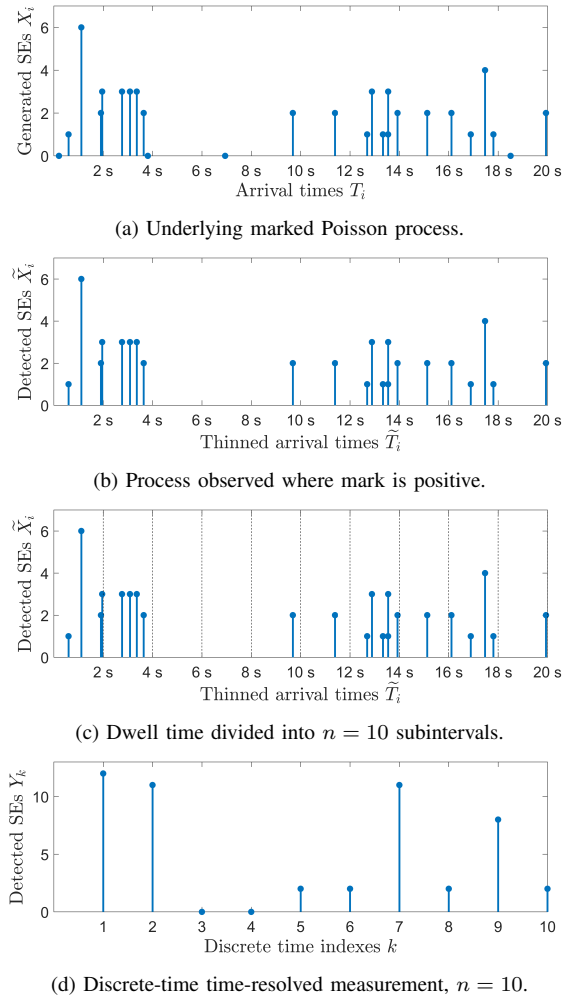 Generated SEs X_i
6
4
2
0
2 s 4 s 6 s 8 s 10 s 12 s 14 s 16 s 18 s 20 s
Arrival times T_i
(a) Underlying marked Poisson process.
Detected SEs X̃_i
6
4
2
0
2 s 4 s 6 s 8 s 10 s 12 s 14 s 16 s 18 s 20 s
Thinned arrival times T̃_i
(b) Process observed where mark is positive.
Detected SEs X̃_i
6
4
2
0
2 s 4 s 6 s 8 s 10 s 12 s 14 s 16 s 18 s 20 s
Thinned arrival times T̃_i
(c) Dwell time divided into n = 10 subintervals.
Detected SEs Y_k
10
5
0
1 2 3 4 5 6 7 8 9 10
Discrete time indexes k
(d) Discrete-time time-resolved measurement, n = 10.